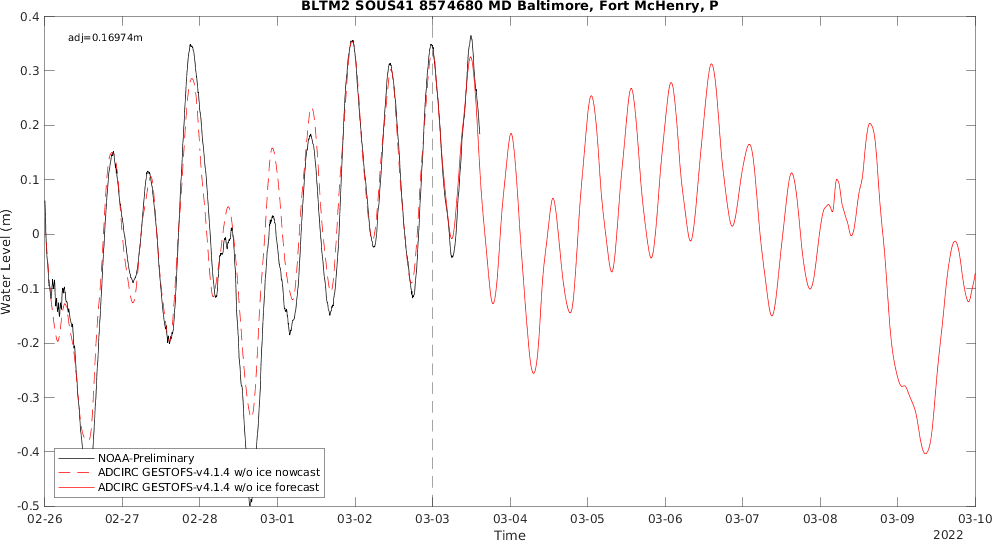 BLTM2 SOUS41 8574680 MD Baltimore, Fort McHenry, P
adj=0.16974m
0.4
0.3
0.2
0.1
0
-0.1
-0.2
-0.3
-0.4
-0.5
Water Level (m)
NOAA-Preliminary
ADCIRC GESTOFS-v4.1.4 w/o ice nowcast
ADCIRC GESTOFS-v4.1.4 w/o ice forecast
02-26 02-27 02-28 03-01 03-02 03-03 03-04 03-05 03-06 03-07 03-08 03-09 03-10
Time
2022